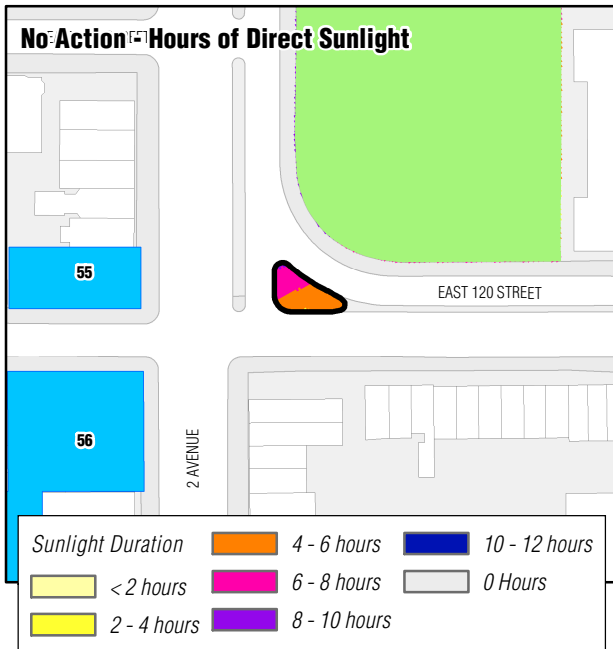 No Action - Hours of Direct Sunlight
55
EAST 120 STREET
56
2 AVENUE
Sunlight Duration
< 2 hours
2 - 4 hours
4 - 6 hours
6 - 8 hours
8 - 10 hours
10 - 12 hours
0 Hours